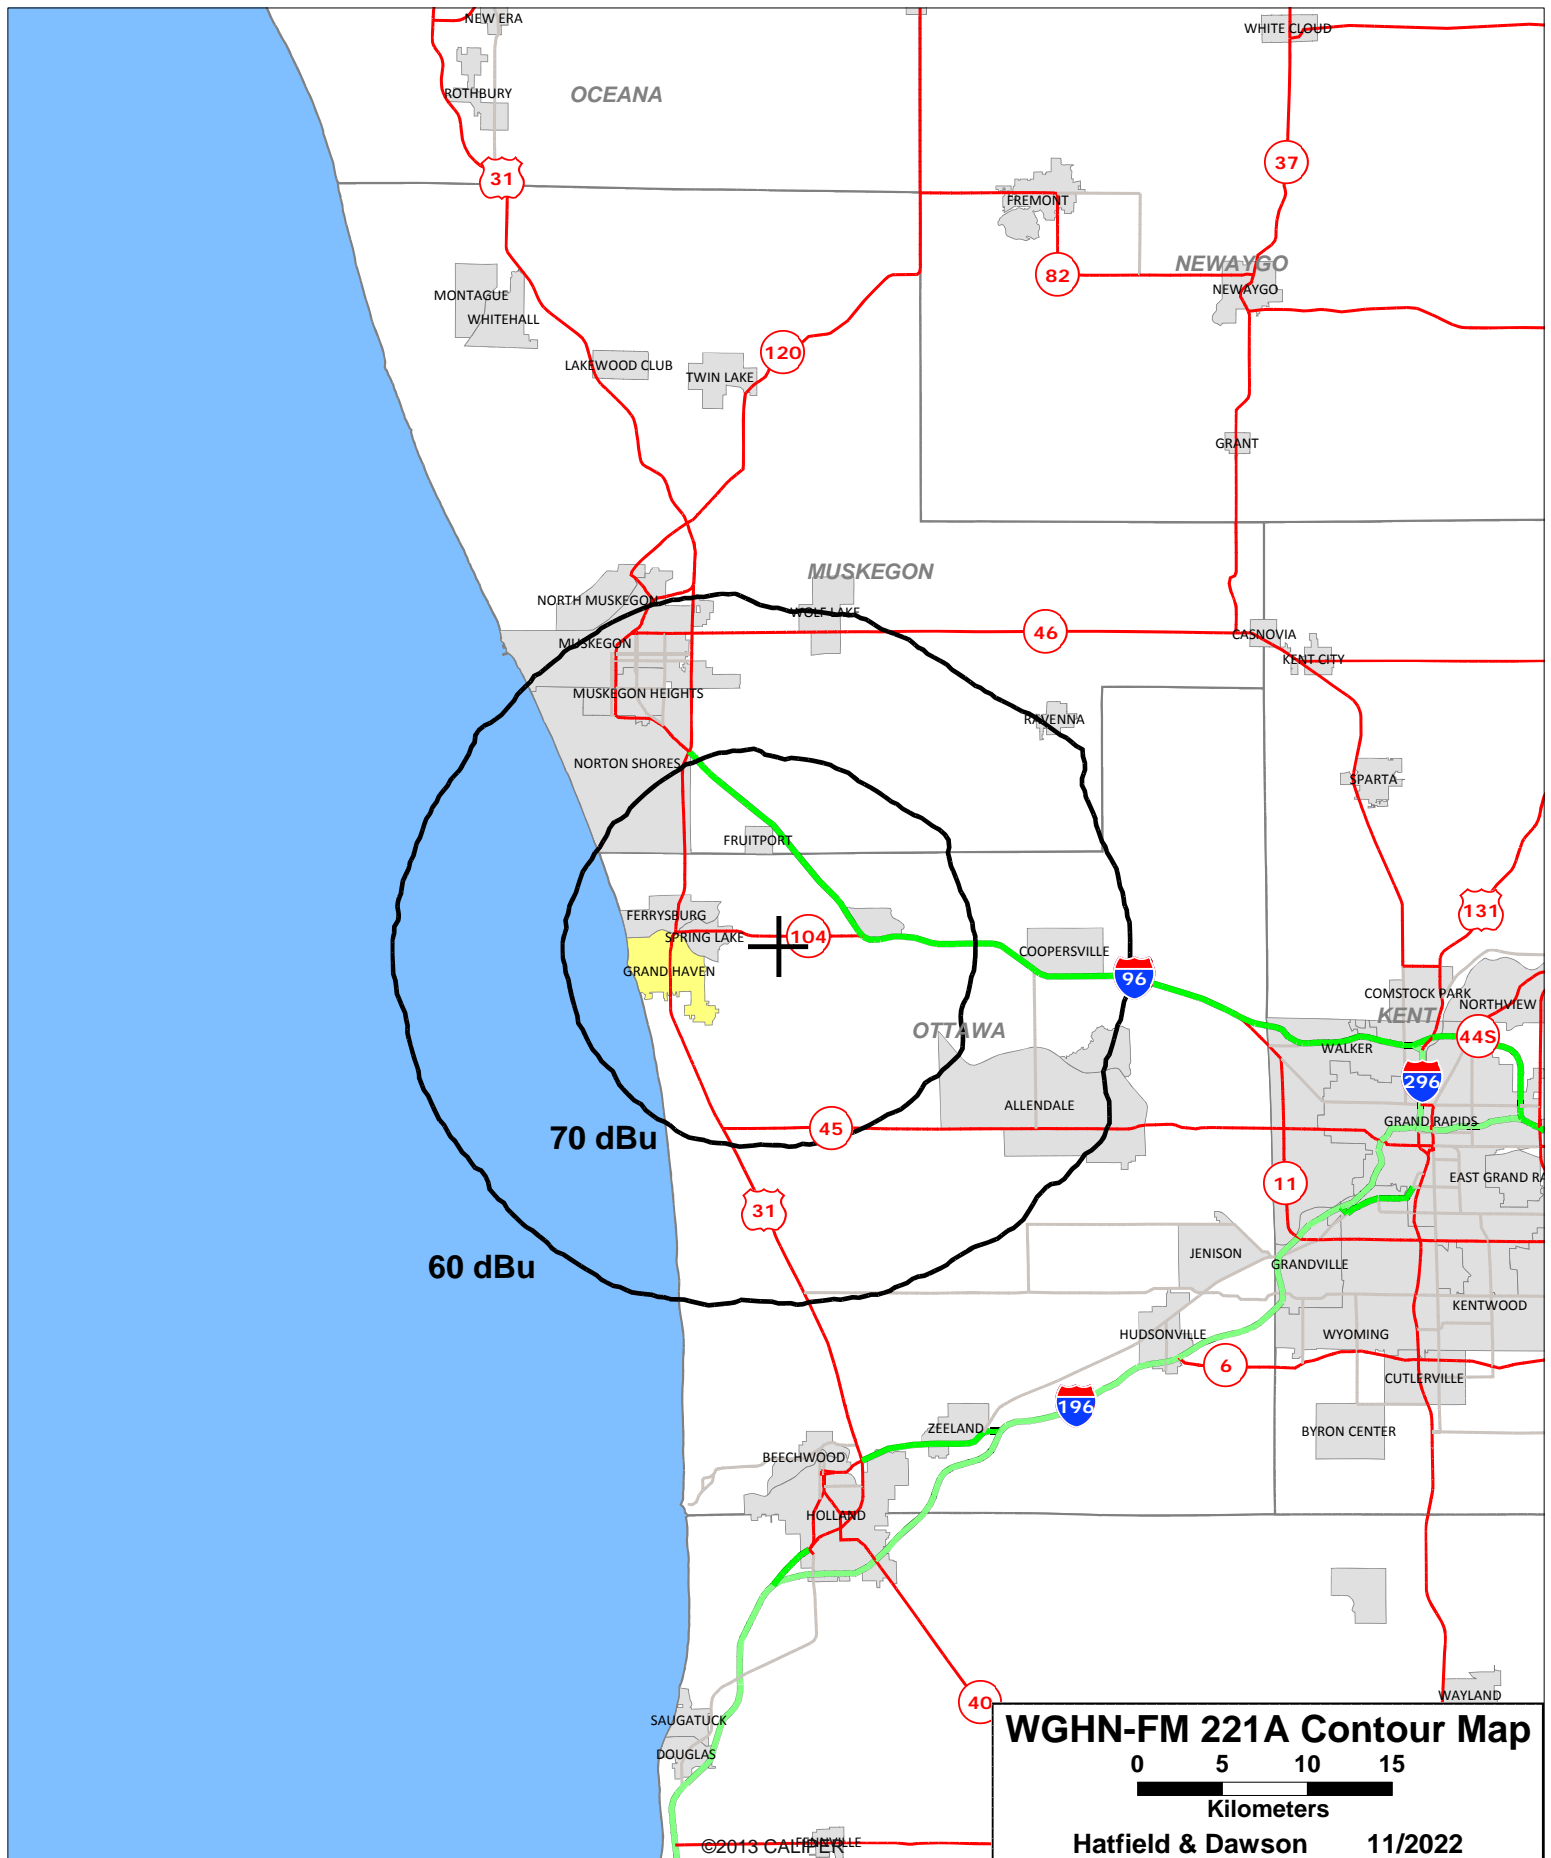 NEW ERA
WHITE CLOUD
ROTHBURY
OCEANA
37
31
FREMONT
NEWAYGO
82
NEWAYGO
MONTAGUE
WHITEHALL
120
LAKEWOOD CLUB
TWIN LAKE
GRANT
MUSKEGON
NORTH MUSKEGON
WOLF LAKE
46
CASNOVIA
MUSKEGON
KENT CITY
MUSKEGON HEIGHTS
RAVENNA
NORTON SHORES
SPARTA
FRUITPORT
131
FERRYSBURG
SPRING LAKE
104
COOPERSVILLE
GRAND HAVEN
96
COMSTOCK PARK
NORTHVIEW
KENT
OTTAWA
44S
WALKER
296
ALLENDALE
GRAND RAPIDS
70 dBu
45
EAST GRAND RA
11
31
JENISON
GRANDVILLE
60 dBu
KENTWOOD
HUDSONVILLE
WYOMING
6
CUTLERVILLE
196
ZEELAND
BYRON CENTER
BEECHWOOD
HOLLAND
40
WAYLAND
SAUGATUCK
DOUGLAS
WGHN-FM 221A Contour Map
0 5 10 15
Kilometers
©2013 CALIPER
FENNVILLE
Hatfield & Dawson 11/2022